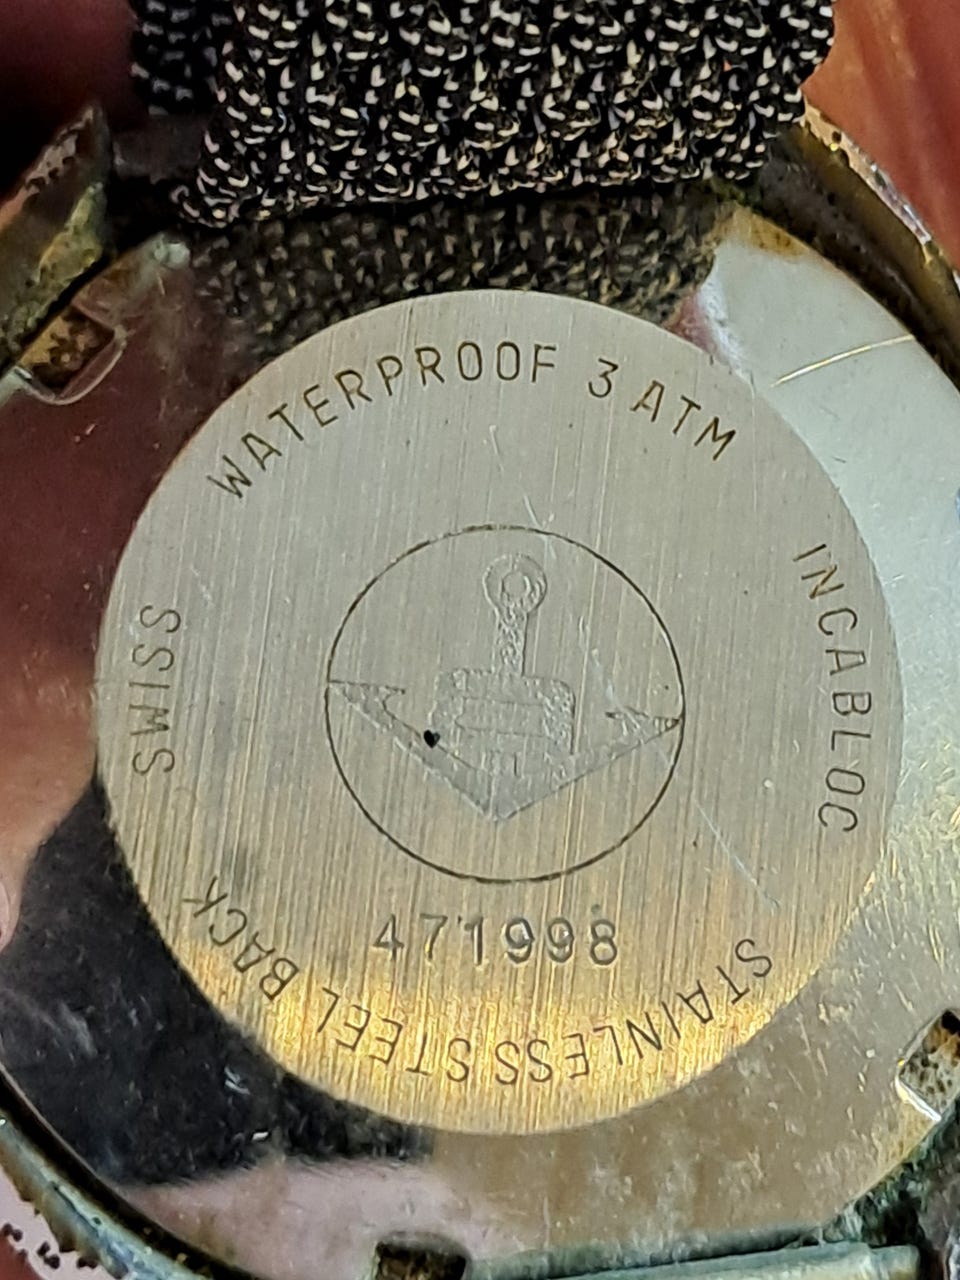 WATERPROOF 3 ATM
INCABLOC
STAINLESS STEEL BACK
SWISS
471998